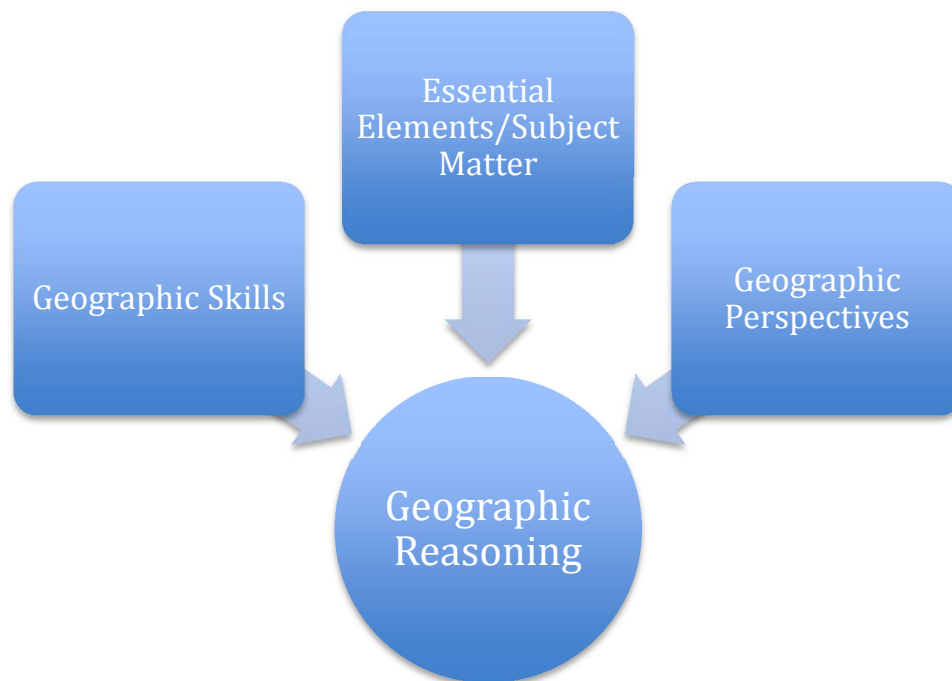 Essential
Elements/Subject
Matter
Geographic Skills
Geographic
Perspectives
Geographic
Reasoning